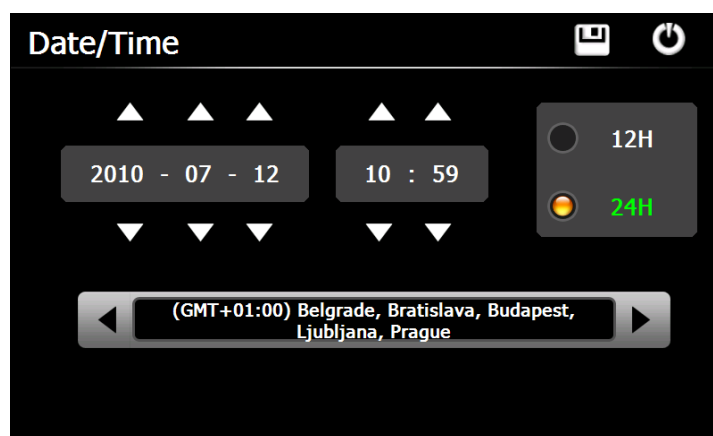 Date/Time
2010 - 07 - 12
10 : 59
12H
24H
(GMT+01:00) Belgrade, Bratislava, Budapest,
Ljubljana, Prague